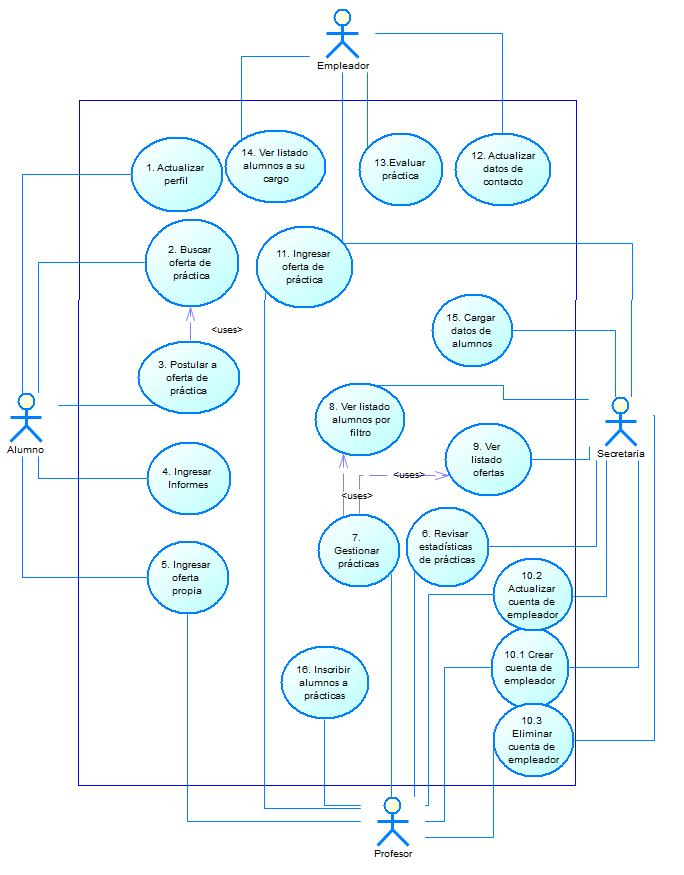 Empleador
14. Ver listado
alumnos a su
cargo
13.Evaluar
práctica
12. Actualizar
datos de
contacto
1. Actualizar
perfil
2. Buscar
oferta de
práctica
11. Ingresar
oferta de
práctica
<uses>
15. Cargar
datos de
alumnos
3. Postular a
oferta de
práctica
8. Ver listado
alumnos por
filtro
Alumno
Secretaria
9. Ver
listado
ofertas
4. Ingresar
Informes
<uses>
<uses>
7.
Gestionar
prácticas
6. Revisar
estadísticas
de prácticas
5. Ingresar
oferta
propia
10.2
Actualizar
cuenta de
empleador
16. Inscribir
alumnos a
prácticas
10.1 Crear
cuenta de
empleador
10.3
Eliminar
cuenta de
empleador
Profesor